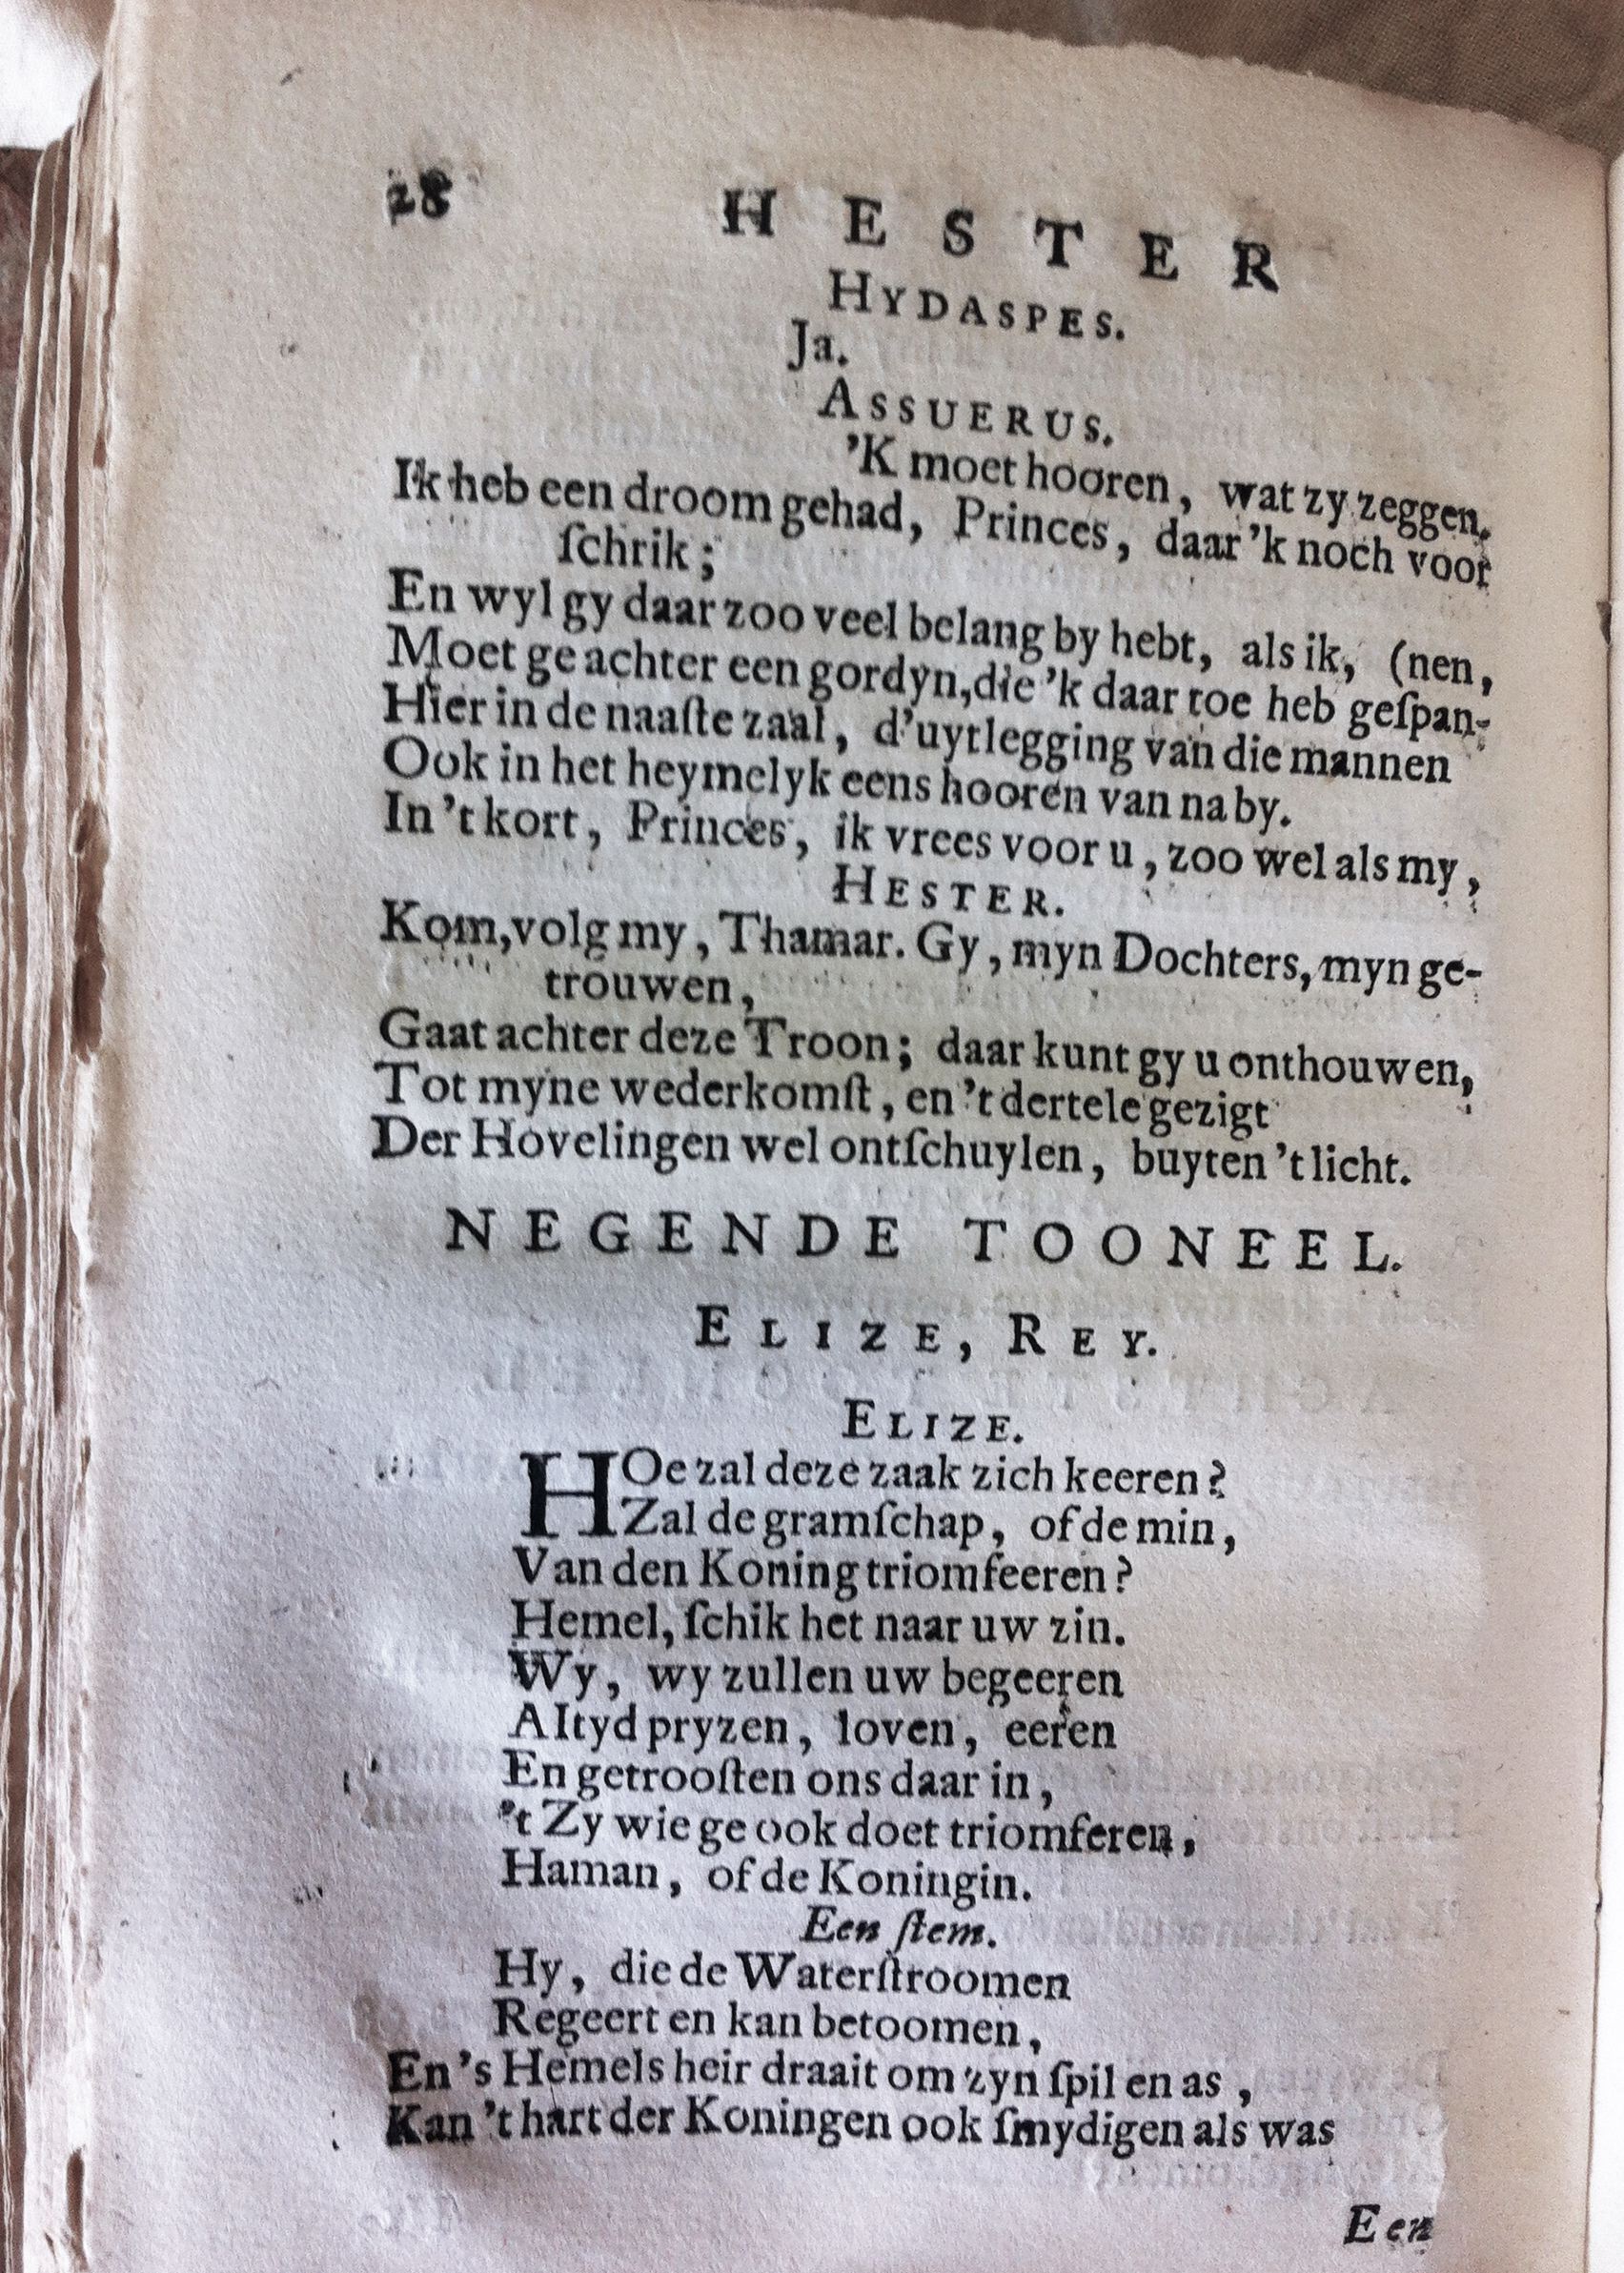 28 HESTER
HYDASPES.
Ja.
ASSUERUS.
'K moet hooren, wat zy zeggen.
Ik heb een droom gehad, Princes, daar 'k noch voor
ſchrik;
En wyl gy daar zoo veel belang by hebt, als ik, (nen,
Moet ge achter een gordyn, die 'k daar toe heb geſpan-
Hier in de naaſte zaal, d'uytlegging van die mannen
Ook in het heymelyk eens hooren van na by.
In 't kort, Princes, ik vrees voor u, zoo wel als my,
HESTER.
Kom, volg my, Thamar. Gy, myn Dochters, myn ge-
trouwen,
Gaat achter deze Troon; daar kunt gy u onthouwen,
Tot myne wederkomſt, en 't dertele gezigt
Der Hovelingen wel ontſchuylen, buyten 't licht.
NEGENDE TOONEEL.
ELIZE, REY.
ELIZE.
HOe zal deze zaak zich keeren?
Zal de gramſchap, of de min,
Van den Koning triomfeeren?
Hemel, ſchik het naar uw zin.
Wy, wy zullen uw begeeren
Altyd pryzen, loven, eeren
En getrooſten ons daar in,
't Zy wie ge ook doet triomferen,
Haman, of de Koningin.
Een ſtem.
Hy, die de Waterſtroomen
Regeert en kan betoomen,
En 's Hemels heir draait om zyn ſpil en as,
Kan 't hart der Koningen ook ſmydigen als was
Een